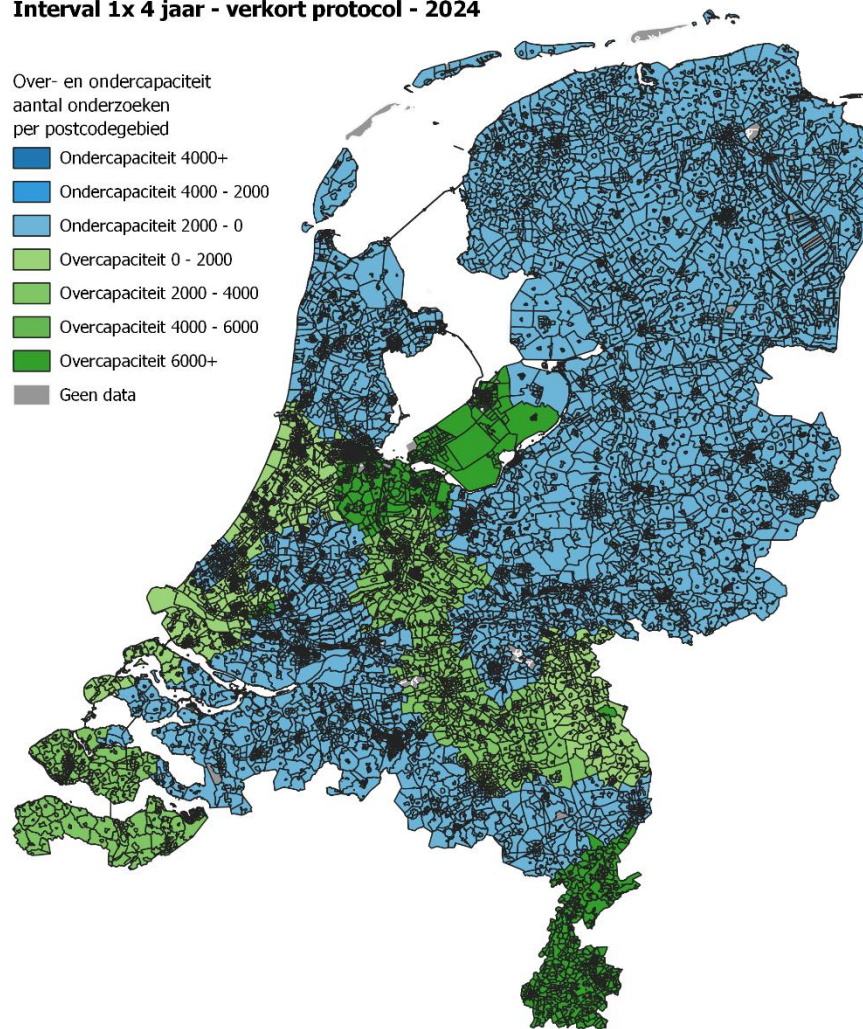 Interval 1x 4 jaar - verkort protocol - 2024
Over- en ondercapaciteit
aantal onderzoeken
per postcodegebied
Ondercapaciteit 4000+
Ondercapaciteit 4000 - 2000
Ondercapaciteit 2000 - 0
Overcapaciteit 0 - 2000
Overcapaciteit 2000 - 4000
Overcapaciteit 4000 - 6000
Overcapaciteit 6000+
Geen data